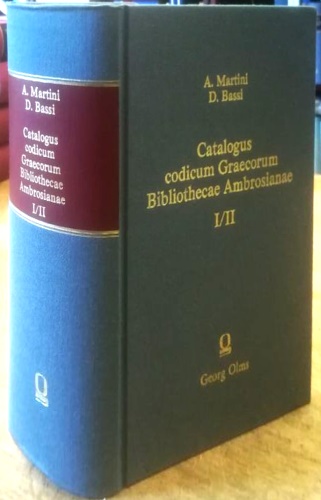 A. Martini
D. Bassi
Catalogus
codicum Graecorum
Bibliothecae Ambrosianae
I/II
A. Martini
D. Bassi
Catalogus
codicum Graecorum
Bibliothecae Ambrosianae
I/II
Georg Olms